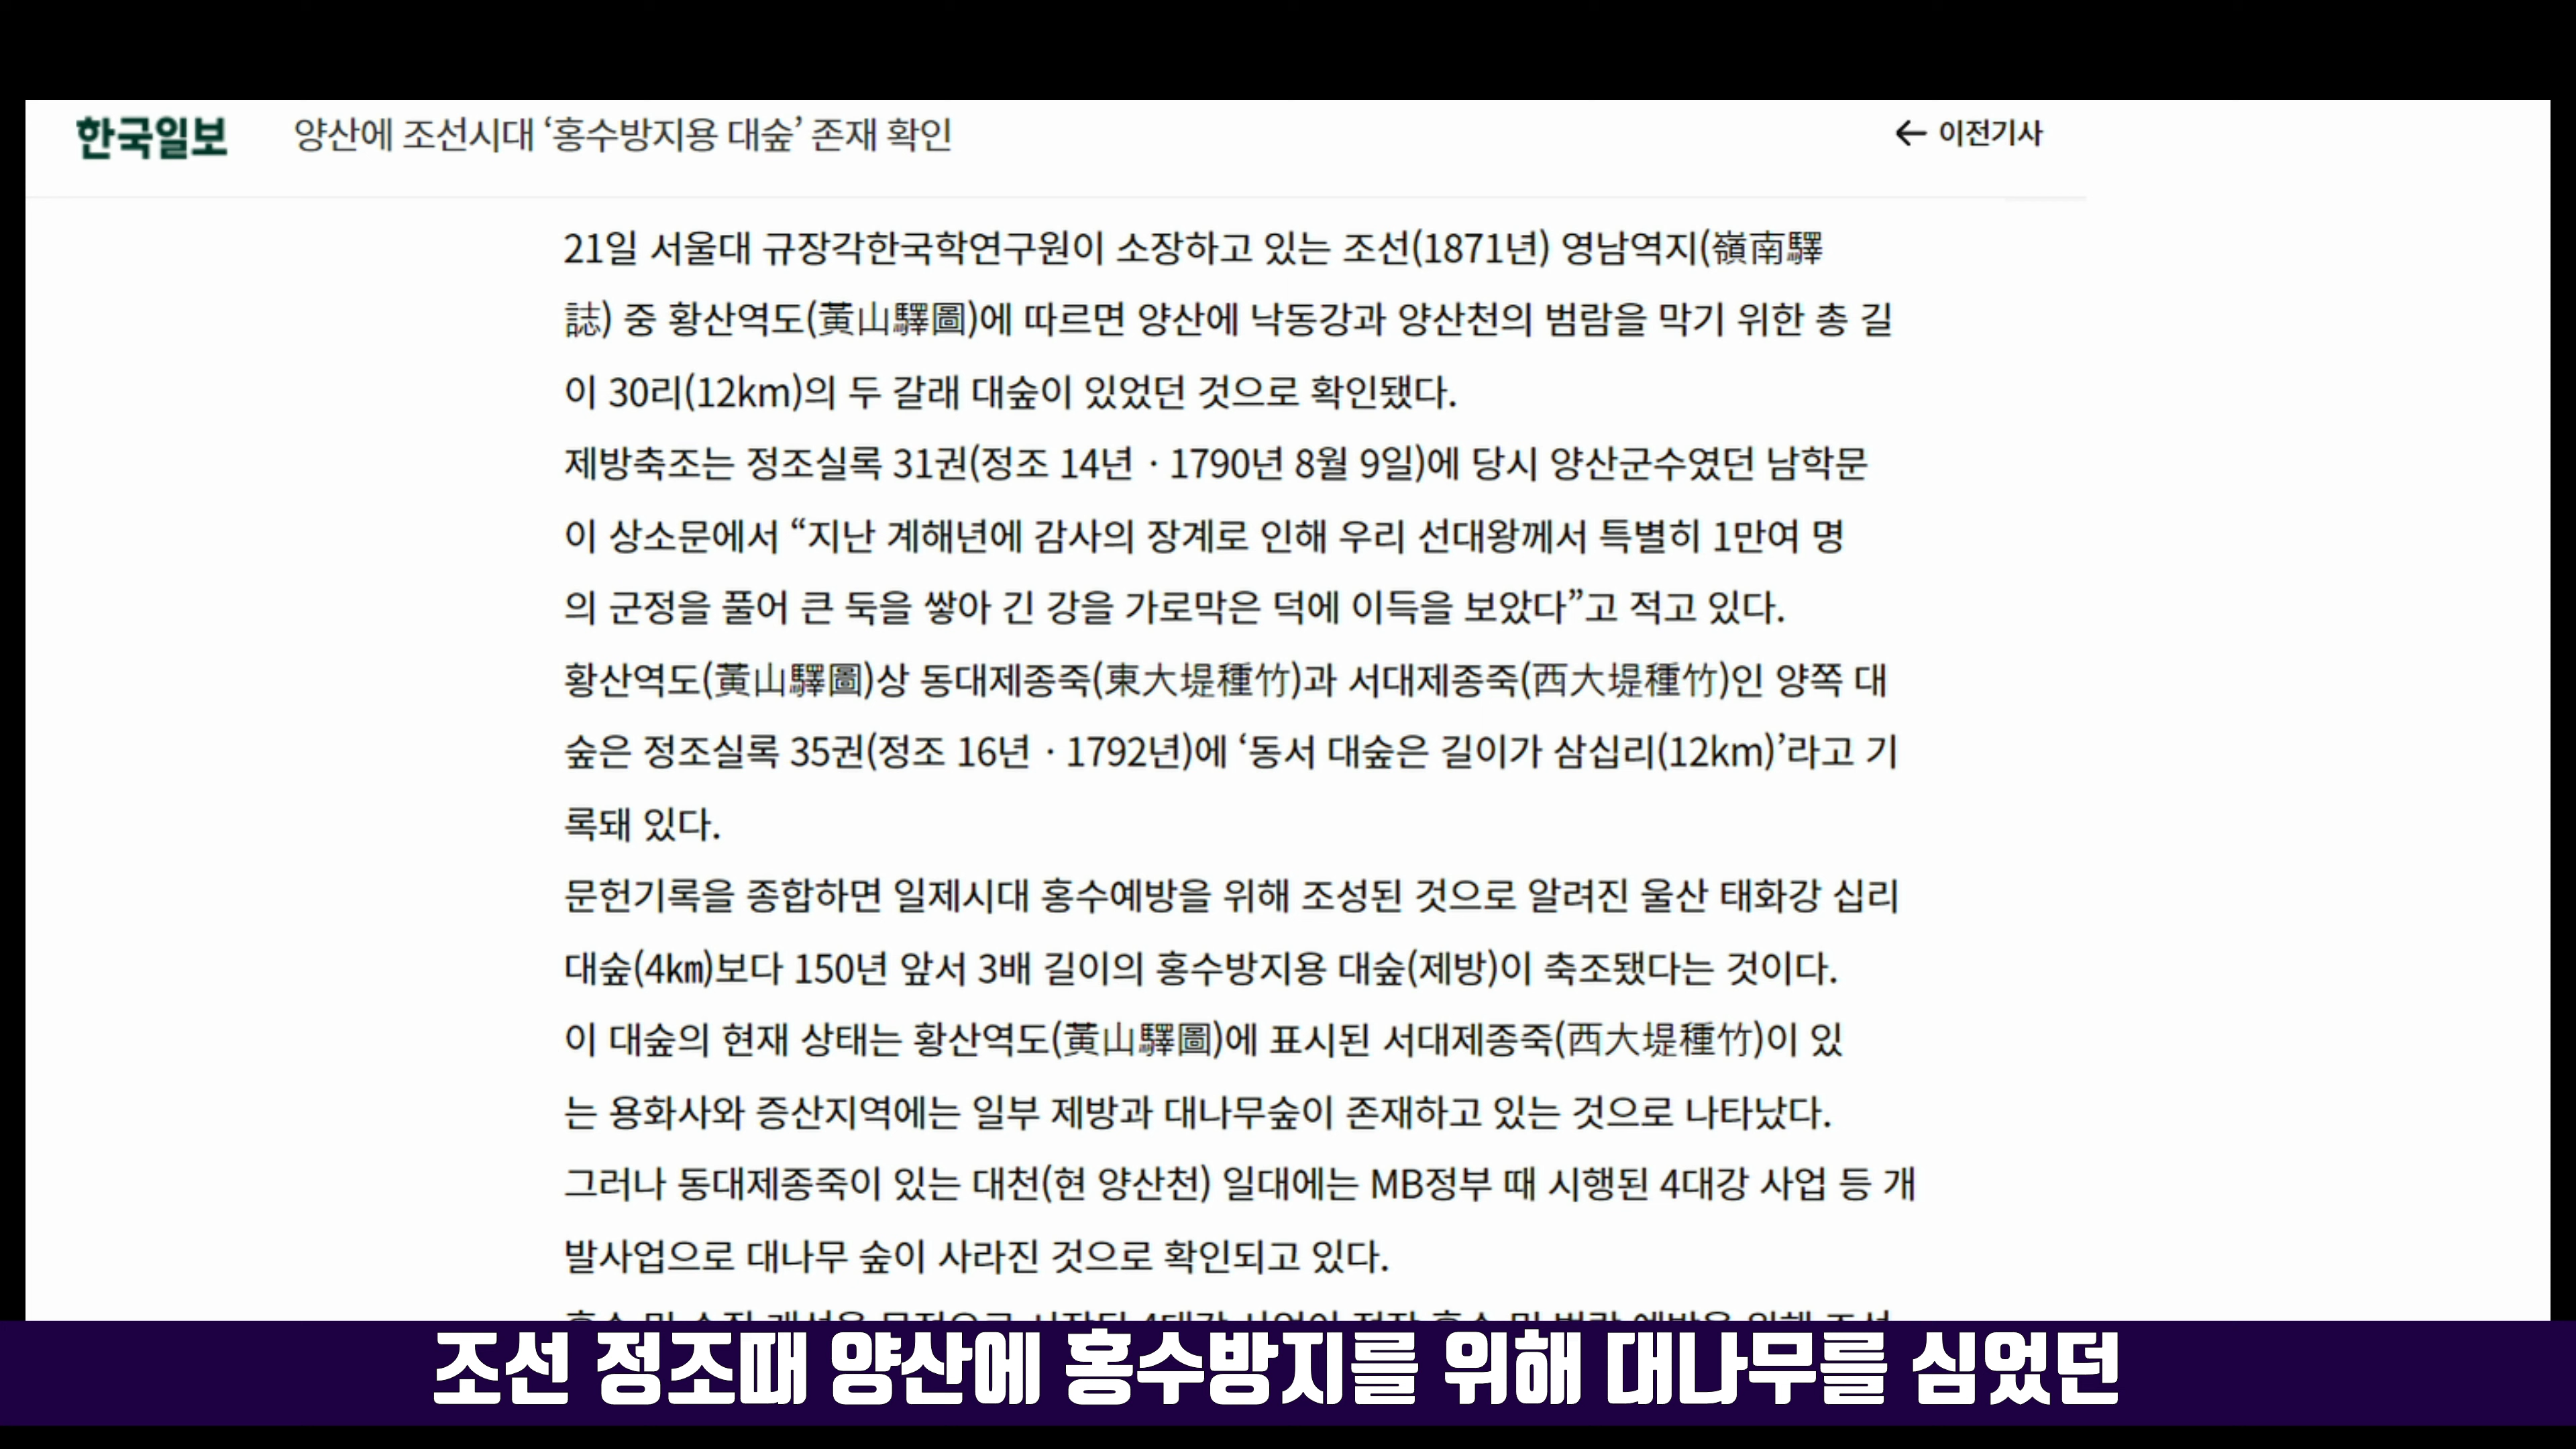 한국일보
양산에 조선시대 ‘홍수방지용 대숲’ 존재 확인
← 이전기사
21일 서울대 규장각한국학연구원이 소장하고 있는 조선(1871년) 영남역지(嶺南驛
誌) 중 황산역도(黃山驛圖)에 따르면 양산에 낙동강과 양산천의 범람을 막기 위한 총 길
이 30리(12km)의 두 갈래 대숲이 있었던 것으로 확인됐다.
제방축조는 정조실록 31권(정조 14년 · 1790년 8월 9일)에 당시 양산군수였던 남학문
이 상소문에서 “지난 계해년에 감사의 장계로 인해 우리 선대왕께서 특별히 1만여 명
의 군정을 풀어 큰 둑을 쌓아 긴 강을 가로막은 덕에 이득을 보았다”고 적고 있다.
황산역도(黃山驛圖)상 동대제종죽(東大堤種竹)과 서대제종죽(西大堤種竹)인 양쪽 대
숲은 정조실록 35권(정조 16년 · 1792년)에 ‘동서 대숲은 길이가 삼십리(12km)’라고 기
록돼 있다.
문헌기록을 종합하면 일제시대 홍수예방을 위해 조성된 것으로 알려진 울산 태화강 십리
대숲(4㎞)보다 150년 앞서 3배 길이의 홍수방지용 대숲(제방)이 축조됐다는 것이다.
이 대숲의 현재 상태는 황산역도(黃山驛圖)에 표시된 서대제종죽(西大堤種竹)이 있
는 용화사와 증산지역에는 일부 제방과 대나무숲이 존재하고 있는 것으로 나타났다.
그러나 동대제종죽이 있는 대천(현 양산천) 일대에는 MB정부 때 시행된 4대강 사업 등 개
발사업으로 대나무 숲이 사라진 것으로 확인되고 있다.
조선 정조때 양산에 홍수방지를 위해 대나무를 심었던